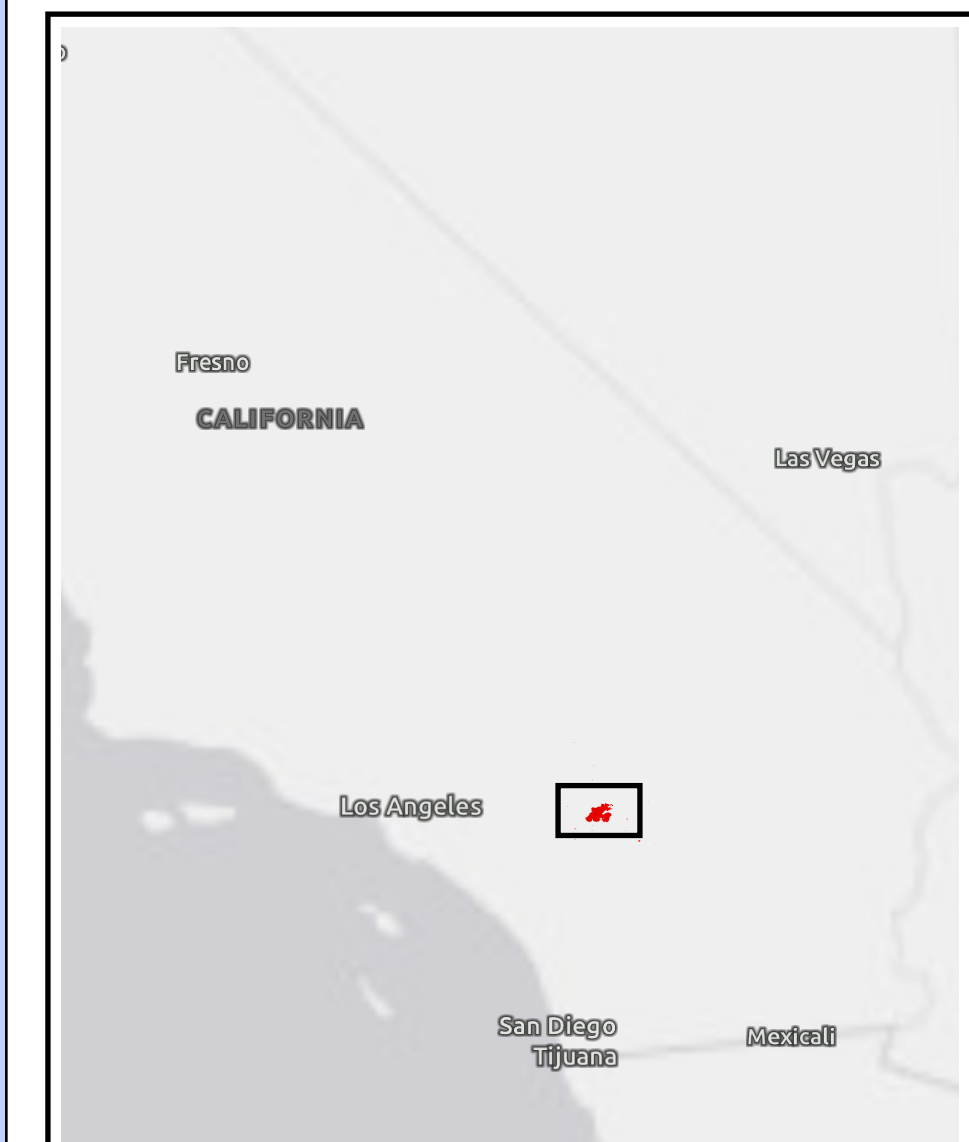 Fresno
CALIFORNIA
Las Vegas
Los Angeles
San Diego
Tijuana
Mexicali